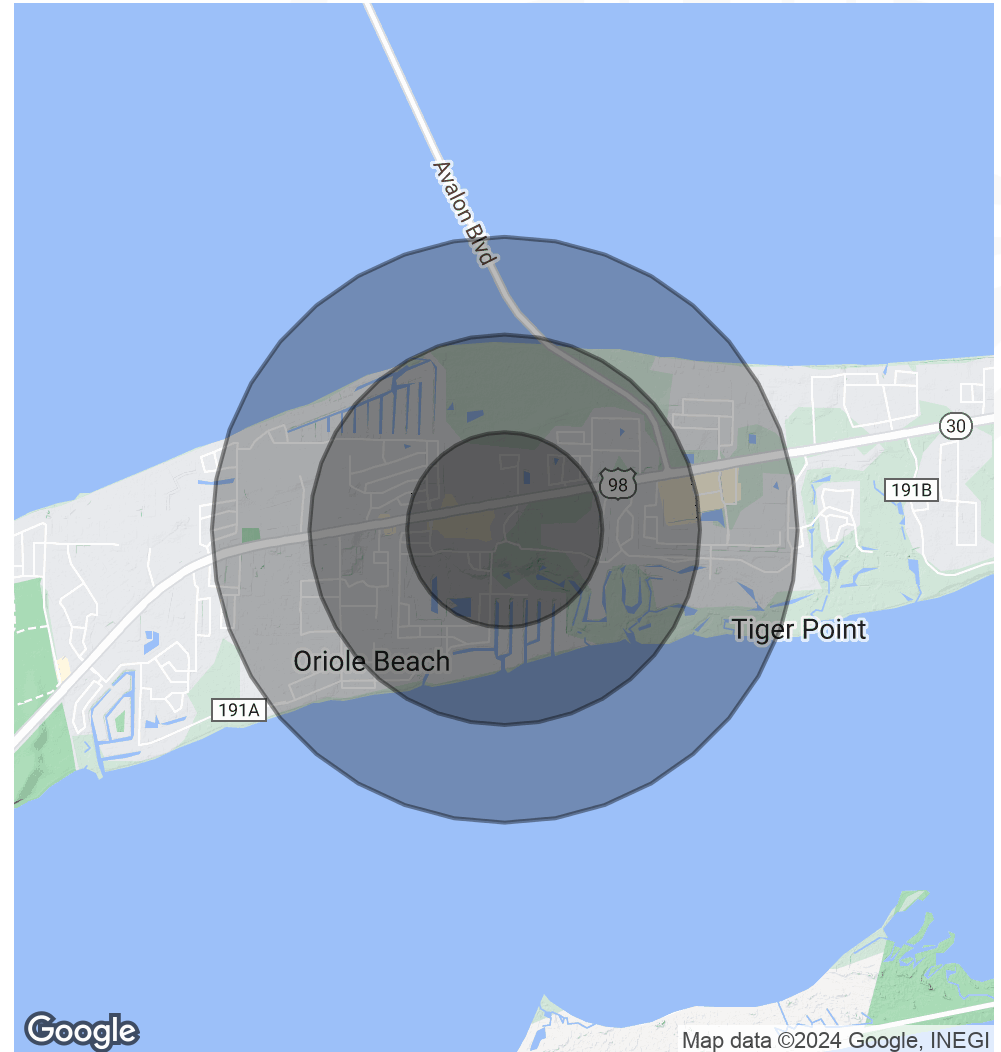 Avalon Blvd
30
98
191B
Tiger Point
Oriole Beach
191A
Google
Map data ©2024 Google, INEGI